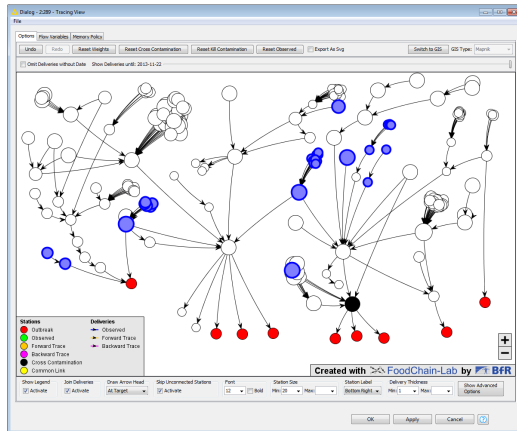 Dialog - 2:289 - Tracing View
File
Options Flow Variables Memory Policy
Undo Redo Reset Weights Reset Cross Contamination Reset Kill Contamination Reset Observed Export As Svg Switch to GIS GIS Type: Mapnik
Omit Deliveries without Date Show Deliveries until: 2013-11-22
Stations Deliveries
Outbreak Observed
Observed Forward Trace
Forward Trace Backward Trace
Backward Trace
Cross Contamination
Common Link
+
-
Created with FoodChain-Lab by BfR
Show Legend Join Deliveries Draw Arrow Head Skip Unconnected Stations Font Station Size Station Label Delivery Thickness
Activate Activate At Target Activate 12 Bold Min: 20 Max: Bottom Right Min: 1 Max: Show Advanced Options
OK Apply Cancel ?